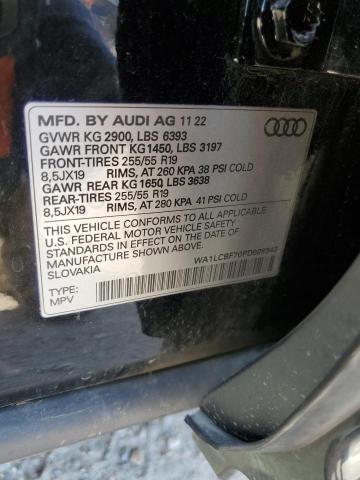 MFD. BY AUDI AG 11 22
GVWR KG 2900, LBS 6393
GAWR FRONT KG1450, LBS 3197
FRONT-TIRES 255/55 R19
8,5JX19 RIMS, AT 260 KPA 38 PSI COLD
GAWR REAR KG 1650, LBS 3638
REAR-TIRES 255/55 R19
8,5JX19 RIMS, AT 280 KPA 41 PSI COLD
THIS VEHICLE CONFORMS TO ALL APPLICABLE
U.S. FEDERAL MOTOR VEHICLE SAFETY
STANDARDS IN EFFECT ON THE DATE OF
MANUFACTURE SHOWN ABOVE.
SLOVAKIA
TYPE:
MPV